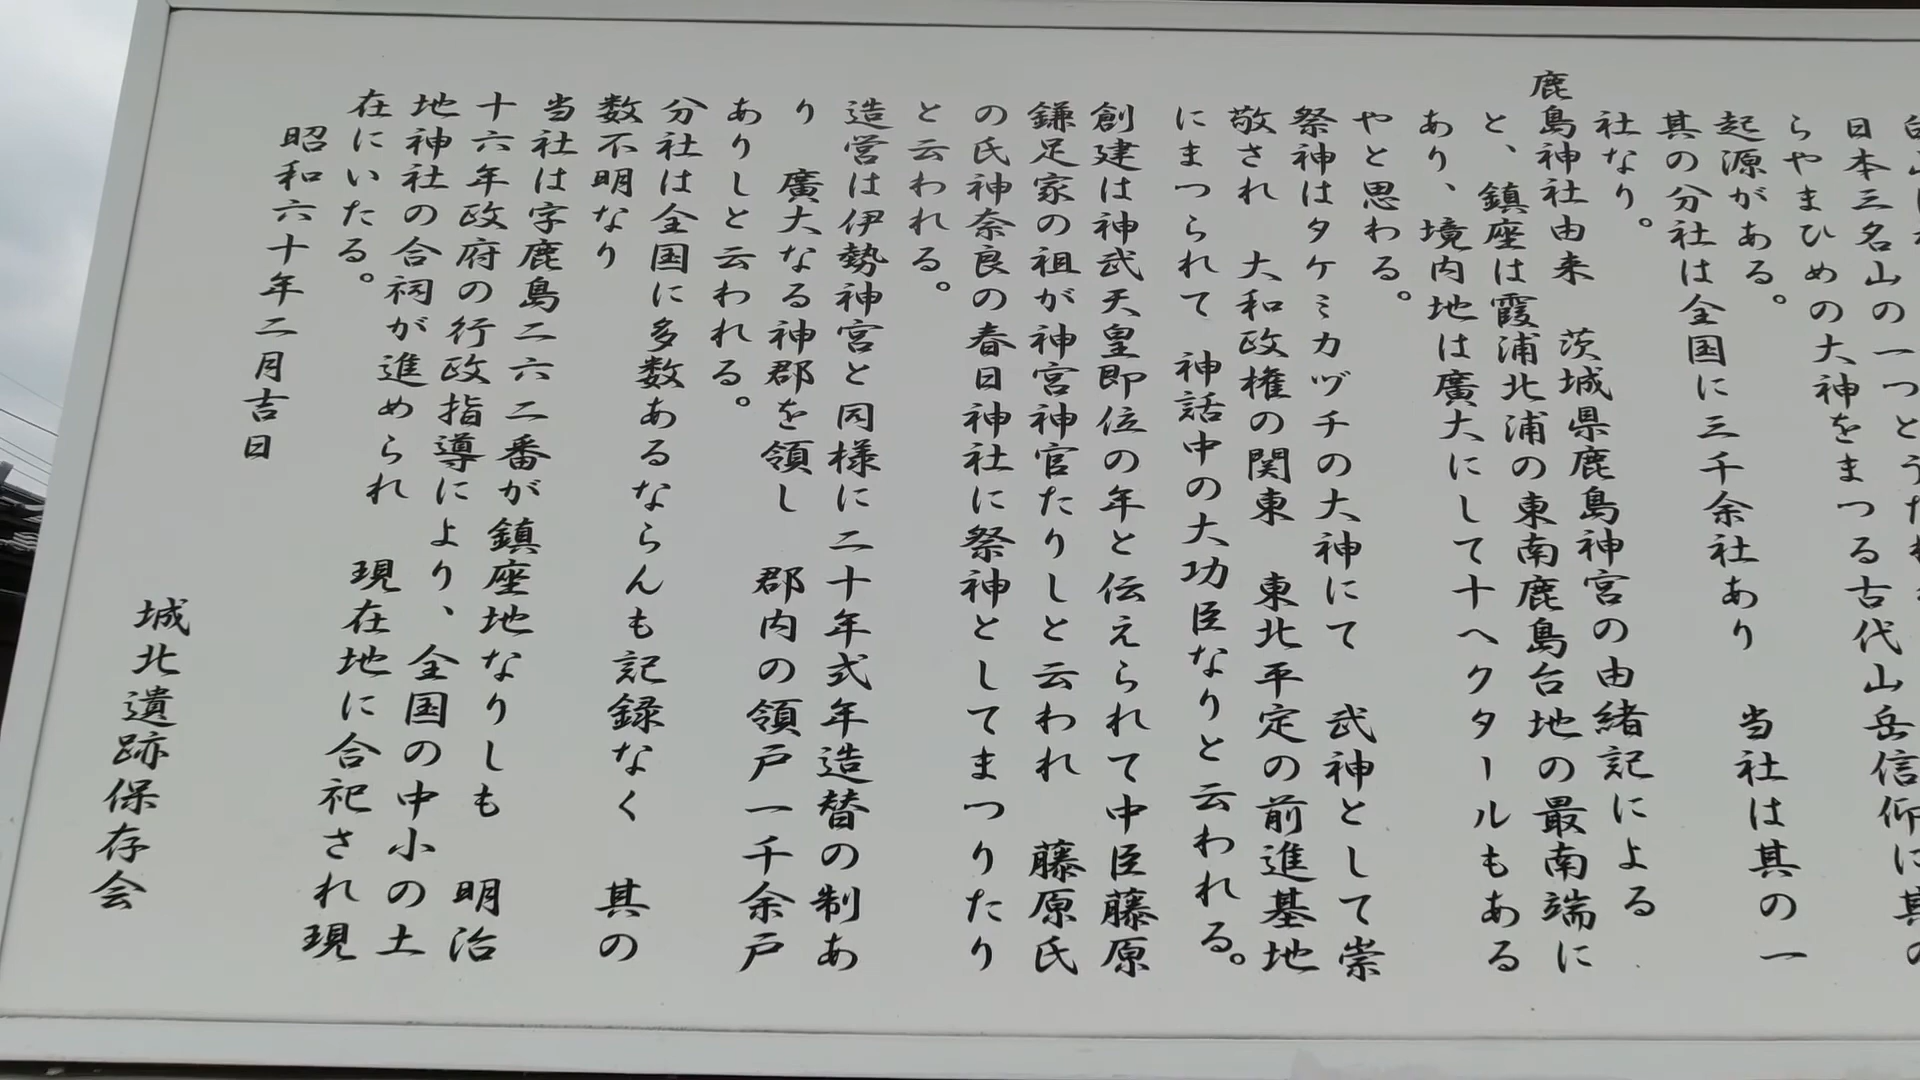 日本三名山の一つとうた
らやまひめの大神をまつる古代山岳信仰に其の
起源がある。
其の分社は全国に三千余社あり　当社は其の一
社なり。
鹿島神社由来　茨城県鹿島神宮の由緒記による
と、鎮座は霞浦北浦の東南鹿島台地の最南端に
あり、境内地は廣大にして十ヘクタールもある
やと思わる。
祭神はタケミカヅチの大神にて　武神として崇
敬され　大和政権の関東　東北平定の前進基地
にまつられて　神話中の大功臣なりと云われる。
創建は神武天皇即位の年と伝えられて中臣藤原
鎌足家の祖が神宮神官たりしと云われ　藤原氏
の氏神奈良の春日神社に祭神としてまつりたり
と云われる。
造営は伊勢神宮と同様に二十年式年造替の制あ
り　廣大なる神郡を領し　郡内の領戸一千余戸
ありしと云われる。
分社は全国に多数あるならんも記録なく　其の
数不明なり
当社は字鹿島二六二番が鎮座地なりしも　明治
十六年政府の行政指導により、全国の中小の土
地神社の合祠が進められ　現在地に合祀され現
在にいたる。
昭和六十年二月吉日
城北遺跡保存会